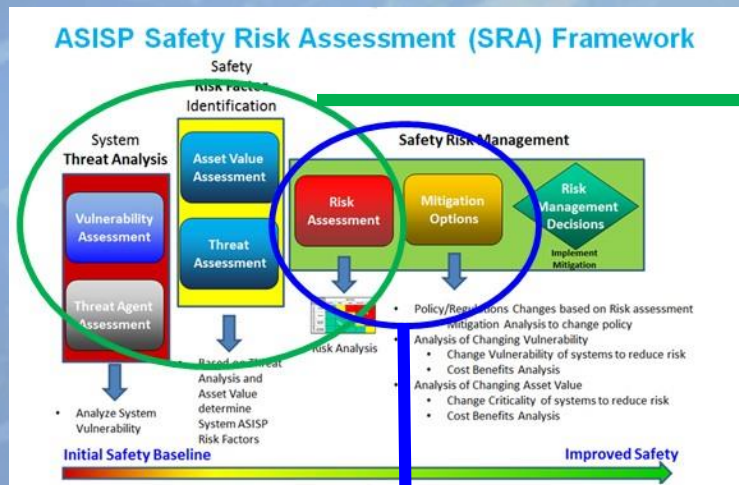 ASISP Safety Risk Assessment (SRA) Framework
Safety
Risk Factor
Identification
System
Threat Analysis
Safety Risk Management
Asset Value
Assessment
Vulnerability
Assessment
Risk
Assessment
Mitigation
Options
Risk
Management
Decisions
Threat
Assessment
Implement
Mitigation
Threat Agent
Assessment
Risk Analysis
• Policy/Regulations Changes based on Risk assessment
Mitigation Analysis to change policy
• Analysis of Changing Vulnerability
• Change Vulnerability of systems to reduce risk
• Cost Benefits Analysis
• Analysis of Changing Asset Value
• Change Criticality of systems to reduce risk
• Cost Benefits Analysis
• Based on Threat
Analysis and
Asset Value
determine
System ASISP
Risk Factors
• Analyze System
Vulnerability
Initial Safety Baseline
Improved Safety